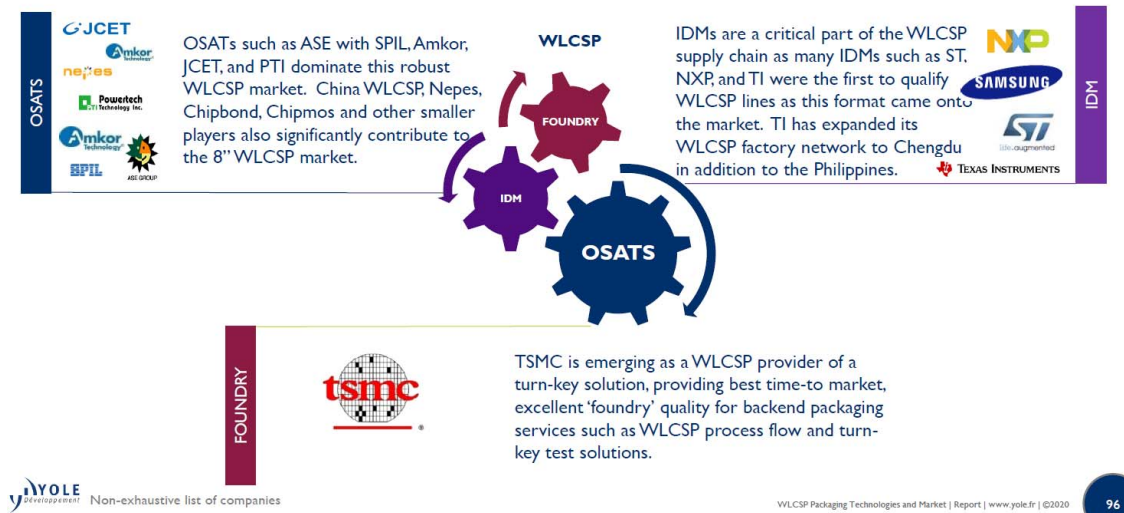 OSATS
JCET
Amkor
Technology®
nepes
Powertech
PTI Technology Inc.
Amkor
Technology®
SPIL
ASE GROUP
OSATs such as ASE with SPIL, Amkor,
JCET, and PTI dominate this robust
WLCSP market. China WLCSP, Nepes,
Chipbond, Chipmos and other smaller
players also significantly contribute to
the 8” WLCSP market.
WLCSP
FOUNDRY
IDM
OSATS
IDMs are a critical part of the WLCSP
supply chain as many IDMs such as ST,
NXP, and TI were the first to qualify
WLCSP lines as this format came onto
the market. TI has expanded its
WLCSP factory network to Chengdu
in addition to the Philippines.
NXP
SAMSUNG
ST
life.augmented
TEXAS INSTRUMENTS
IDM
FOUNDRY
tsmc
®
TSMC is emerging as a WLCSP provider of a
turn-key solution, providing best time-to market,
excellent ‘foundry’ quality for backend packaging
services such as WLCSP process flow and turn-
key test solutions.
YOLE
Développement
Non-exhaustive list of companies
WLCSP Packaging Technologies and Market | Report | www.yole.fr | ©2020
96